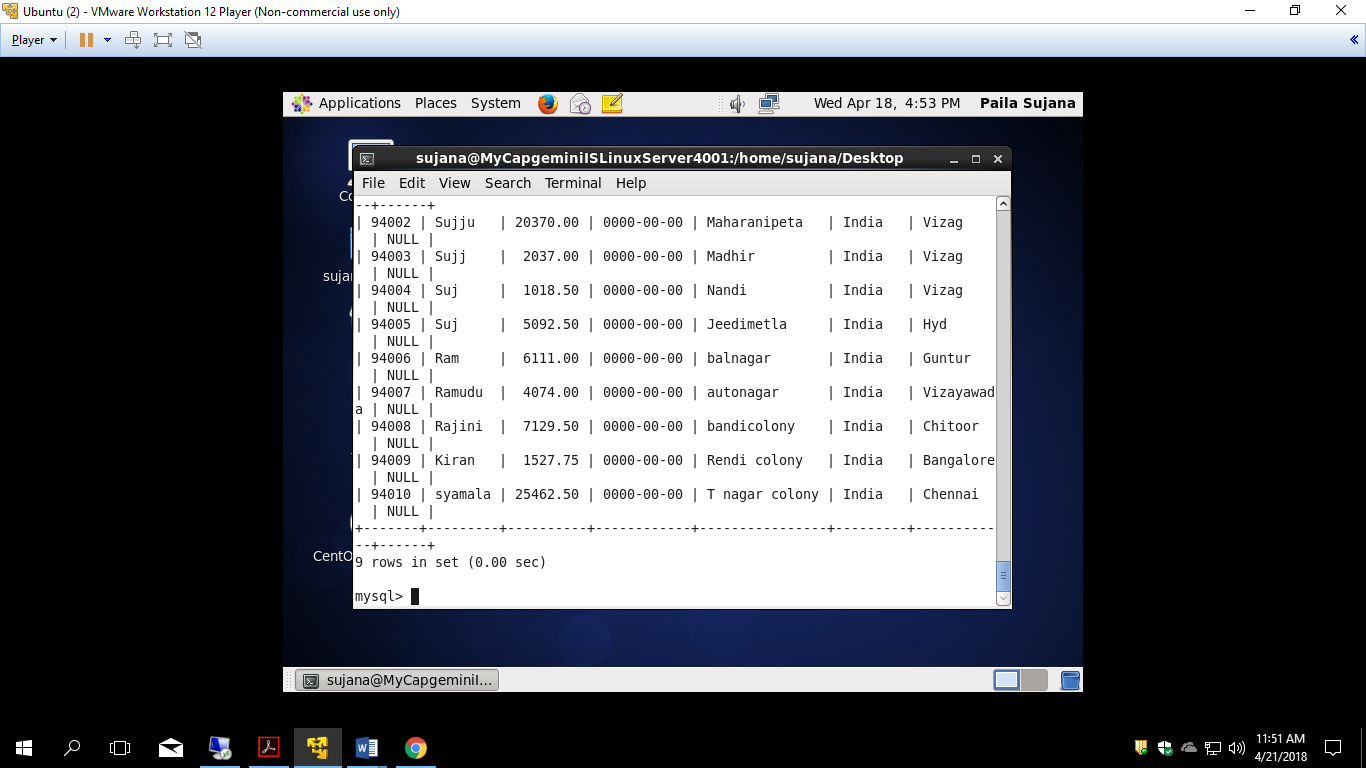 Ubuntu (2) - VMware Workstation 12 Player (Non-commercial use only)
Player
Applications Places System Wed Apr 18, 4:53 PM Paila Sujana
sujana@MyCapgeminiISLinuxServer4001:/home/sujana/Desktop
File Edit View Search Terminal Help
--+------+
| 94002 | Sujju   | 20370.00 | 0000-00-00 | Maharanipeta   | India   | Vizag
  | NULL |
| 94003 | Sujj    |  2037.00 | 0000-00-00 | Madhir         | India   | Vizag
  | NULL |
| 94004 | Suj     |  1018.50 | 0000-00-00 | Nandi          | India   | Vizag
  | NULL |
| 94005 | Suj     |  5092.50 | 0000-00-00 | Jeedimetla     | India   | Hyd
  | NULL |
| 94006 | Ram     |  6111.00 | 0000-00-00 | balnagar       | India   | Guntur
  | NULL |
| 94007 | Ramudu  |  4074.00 | 0000-00-00 | autonagar      | India   | Vizayawad
a | NULL |
| 94008 | Rajini  |  7129.50 | 0000-00-00 | bandicolony    | India   | Chitoor
  | NULL |
| 94009 | Kiran   |  1527.75 | 0000-00-00 | Rendi colony   | India   | Bangalore
  | NULL |
| 94010 | syamala | 25462.50 | 0000-00-00 | T nagar colony | India   | Chennai
  | NULL |
+-------+---------+----------+------------+----------------+---------+----------
--+------+
9 rows in set (0.00 sec)
mysql>
Co
suja
CentO
sujana@MyCapgeminiI...
11:51 AM
4/21/2018